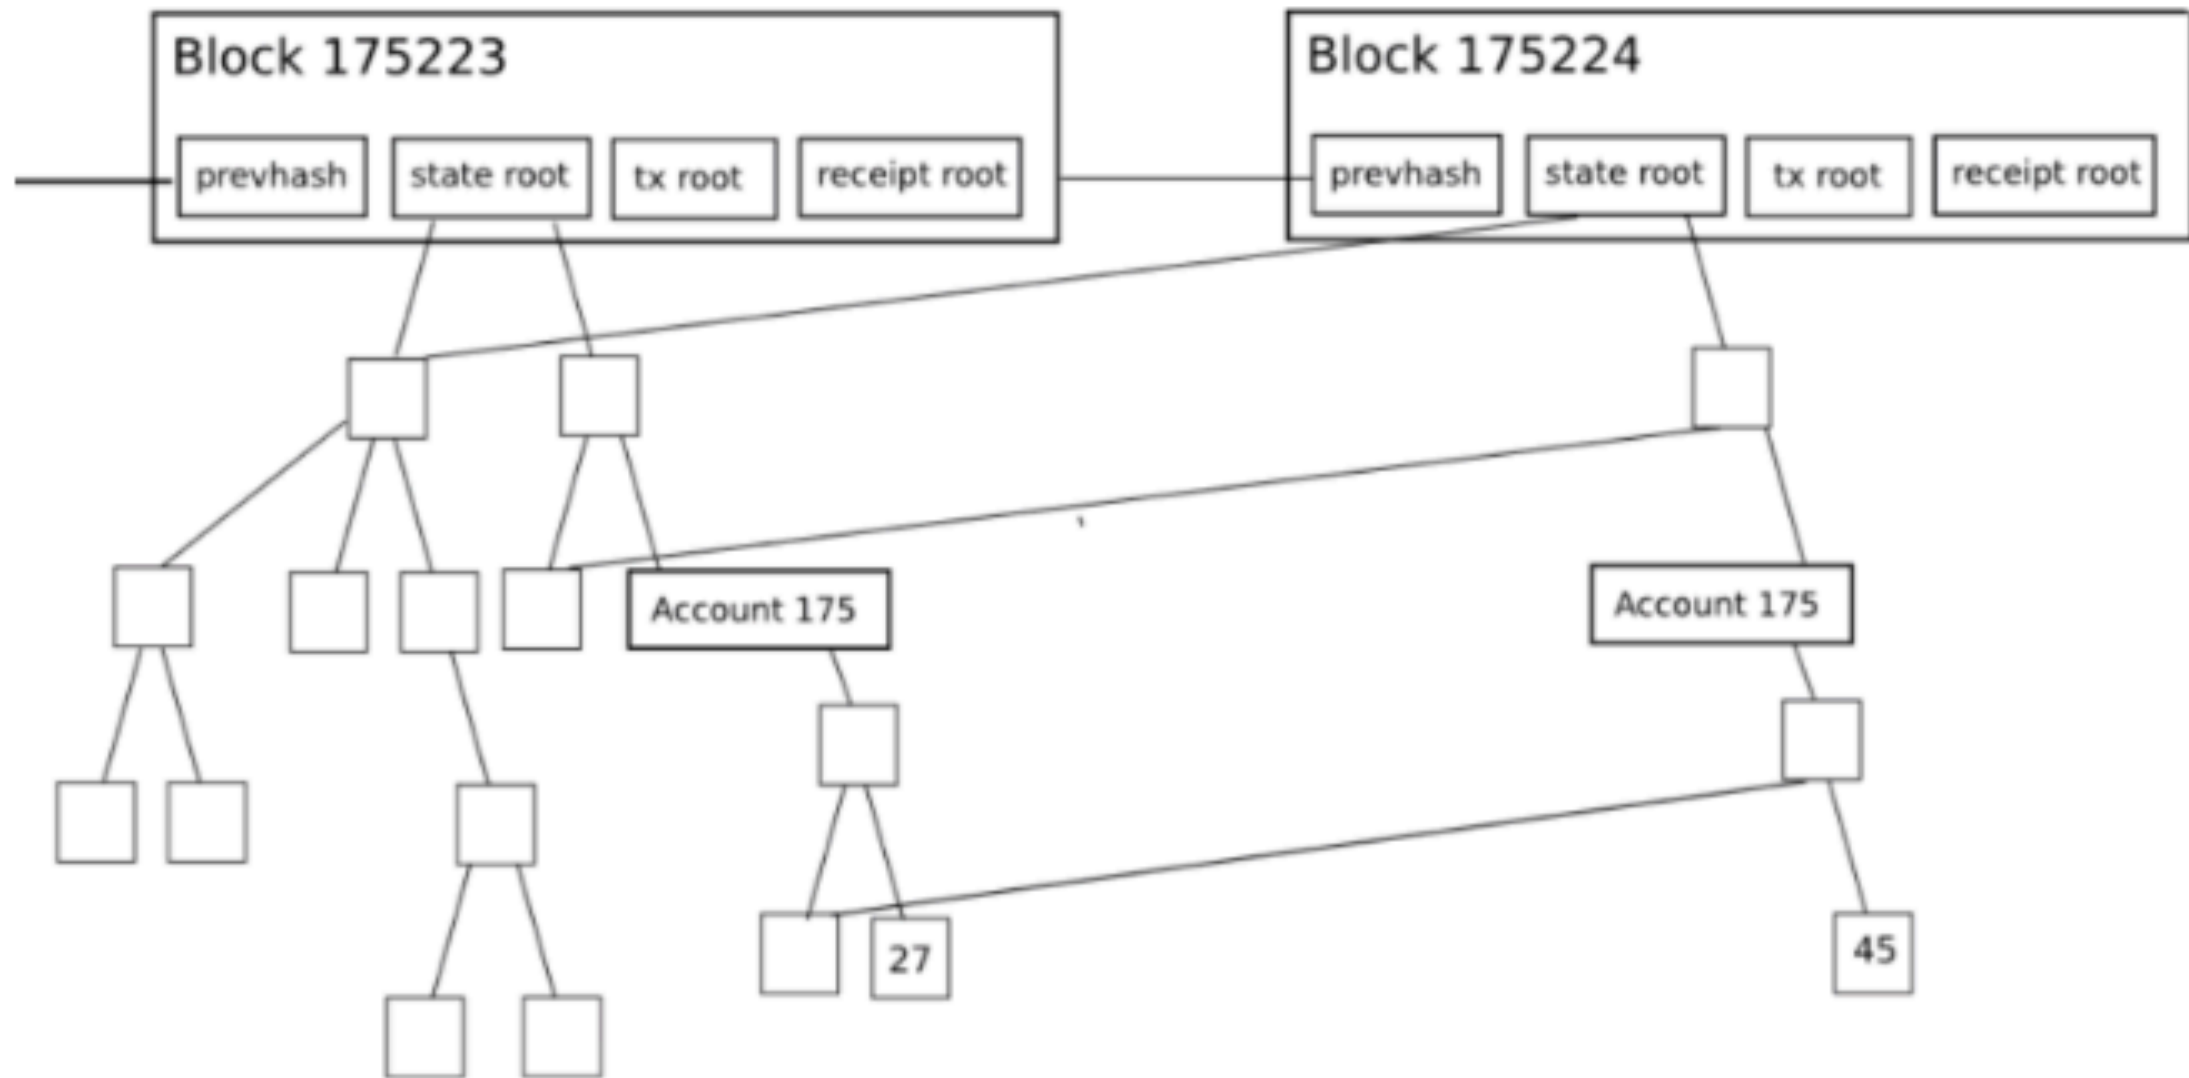 Block 175223
prevhash
state root
tx root
receipt root
Block 175224
prevhash
state root
tx root
receipt root
Account 175
Account 175
27
45